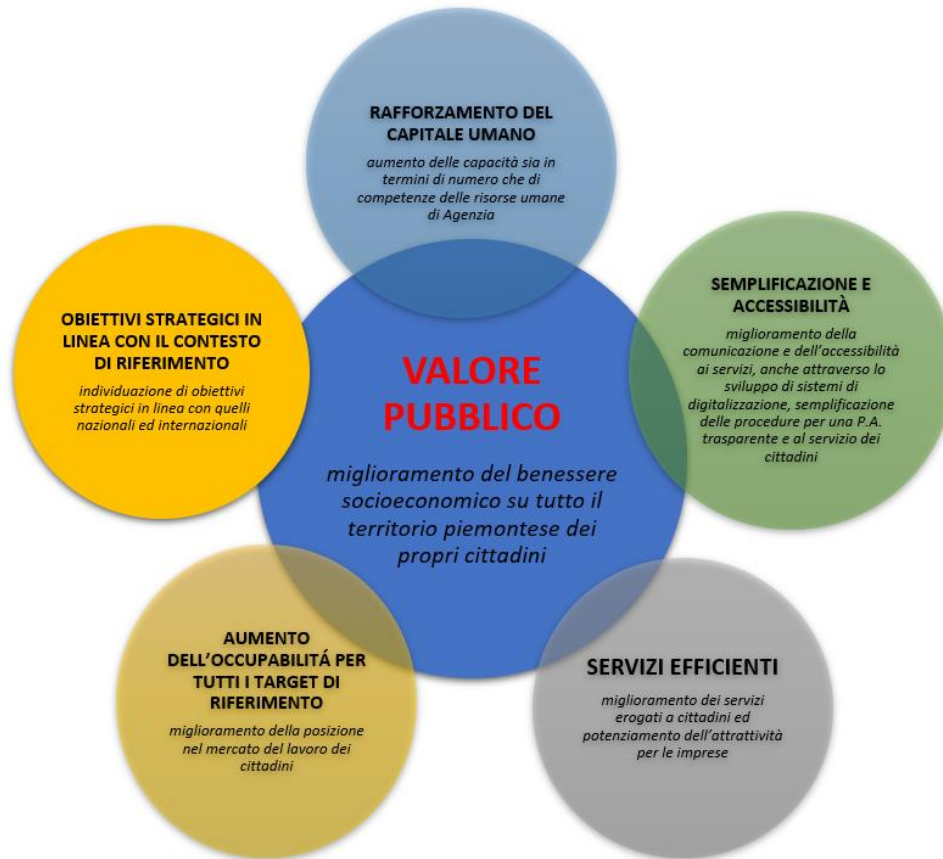 RAFFORZAMENTO DEL
CAPITALE UMANO
aumento delle capacità sia in
termini di numero che di
competenze delle risorse umane
di Agenzia
OBIETTIVI STRATEGICI IN
LINEA CON IL CONTESTO
DI RIFERIMENTO
individuazione di obiettivi
strategici in linea con quelli
nazionali ed internazionali
SEMPLIFICAZIONE E
ACCESSIBILITÀ
miglioramento della
comunicazione e dell'accessibilità
ai servizi, anche attraverso lo
sviluppo di sistemi di
digitalizzazione, semplificazione
delle procedure per una P.A.
trasparente e al servizio dei
cittadini
VALORE
PUBBLICO
miglioramento del benessere
socioeconomico su tutto il
territorio piemontese dei
propri cittadini
AUMENTO
DELL'OCCUPABILITÁ PER
TUTTI I TARGET DI
RIFERIMENTO
miglioramento della posizione
nel mercato del lavoro dei
cittadini
SERVIZI EFFICIENTI
miglioramento dei servizi
erogati a cittadini ed
potenziamento dell'attrattività
per le imprese